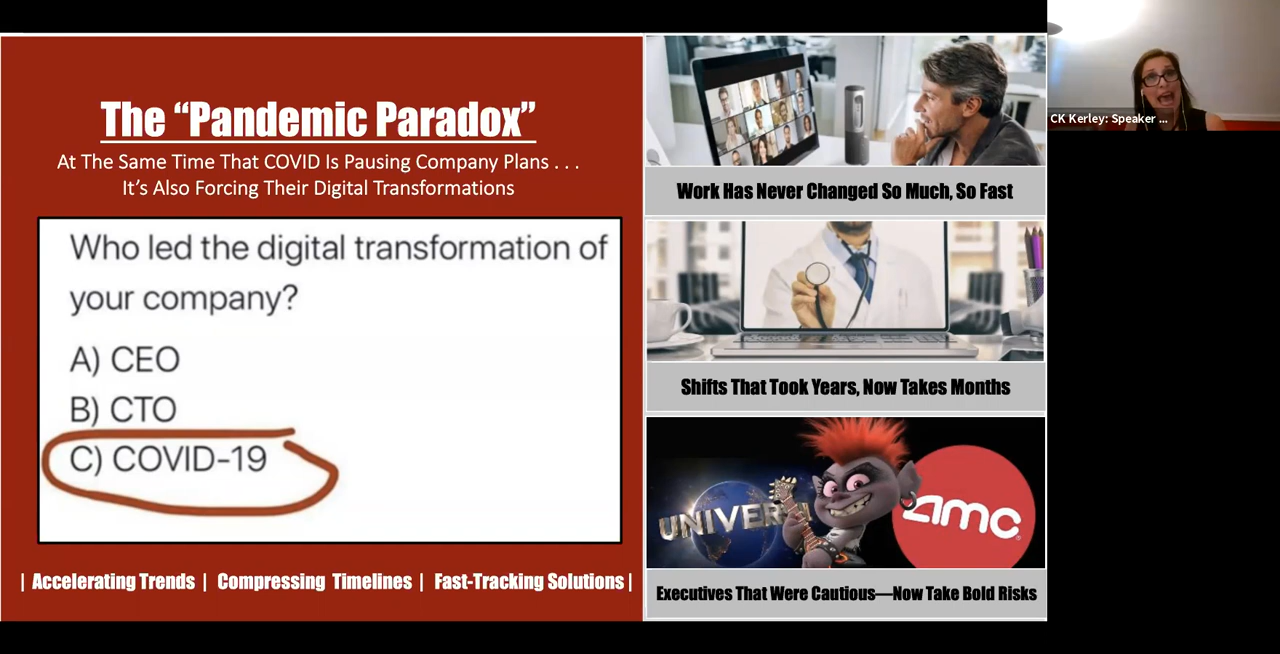 The “Pandemic Paradox”
At The Same Time That COVID Is Pausing Company Plans . . .
It’s Also Forcing Their Digital Transformations
Who led the digital transformation of
your company?
A) CEO
B) CTO
C) COVID-19
| Accelerating Trends | Compressing Timelines | Fast-Tracking Solutions |
Work Has Never Changed So Much, So Fast
Shifts That Took Years, Now Takes Months
UNIVER
amc
Executives That Were Cautious—Now Take Bold Risks
CK Kerley: Speaker ...